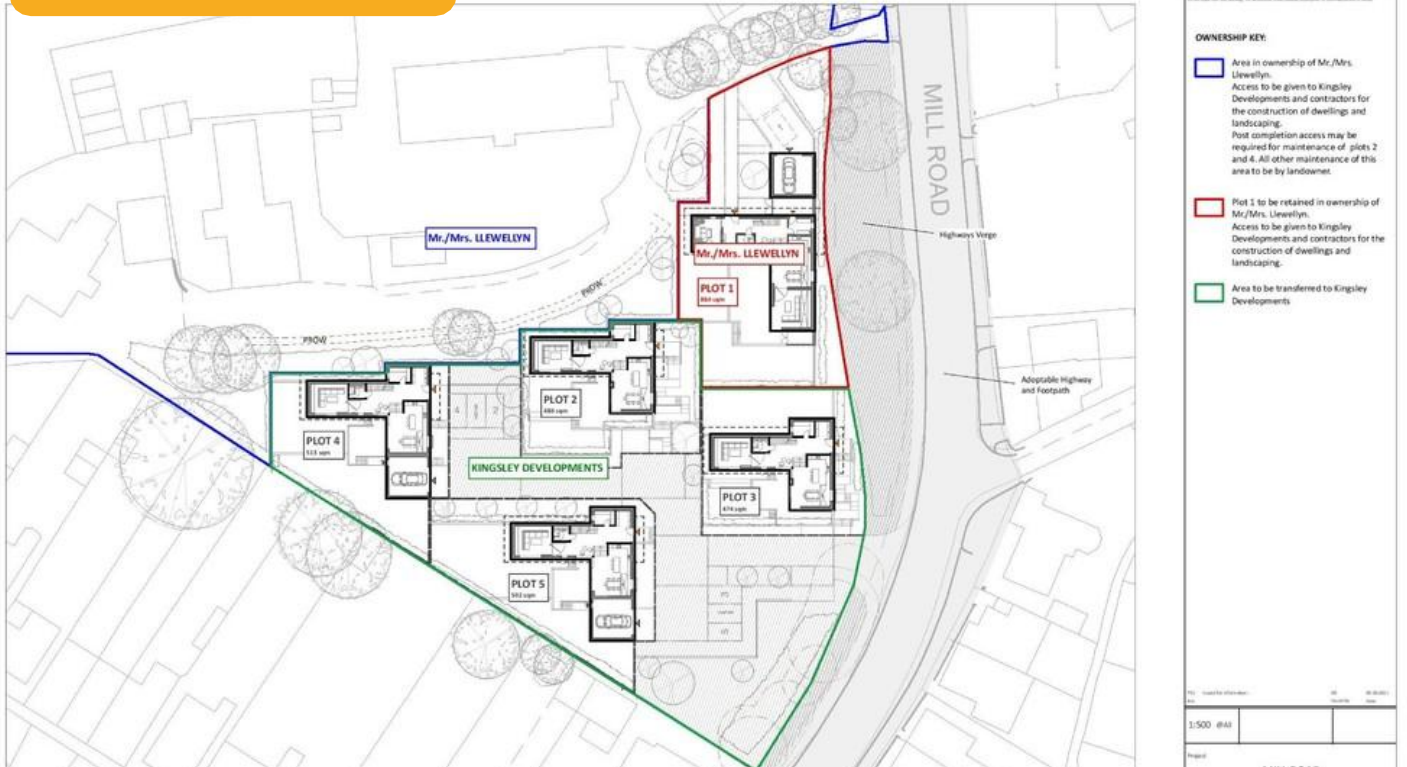 MILL ROAD
Highways Verge
Mr./Mrs. LLEWELLYN
Mr./Mrs. LLEWELLYN
PROW
PLOT 1
PROW
Adoptable Highway
and Footpath
PLOT 2
PLOT 4
4
2
KINGSLEY DEVELOPMENTS
PLOT 3
PLOT 5
OWNERSHIP KEY:
Area in ownership of Mr./Mrs.
Llewellyn.
Access to be given to Kingsley
Developments and contractors for
the construction of dwellings and
landscaping.
Post completion access may be
required for maintenance of plots 2
and 4. All other maintenance of this
area to be by landowner.
Plot 1 to be retained in ownership of
Mr./Mrs. Llewellyn.
Access to be given to Kingsley
Developments and contractors for the
construction of dwellings and
landscaping.
Area to be transferred to Kingsley
Developments
1:500 @A1
Project